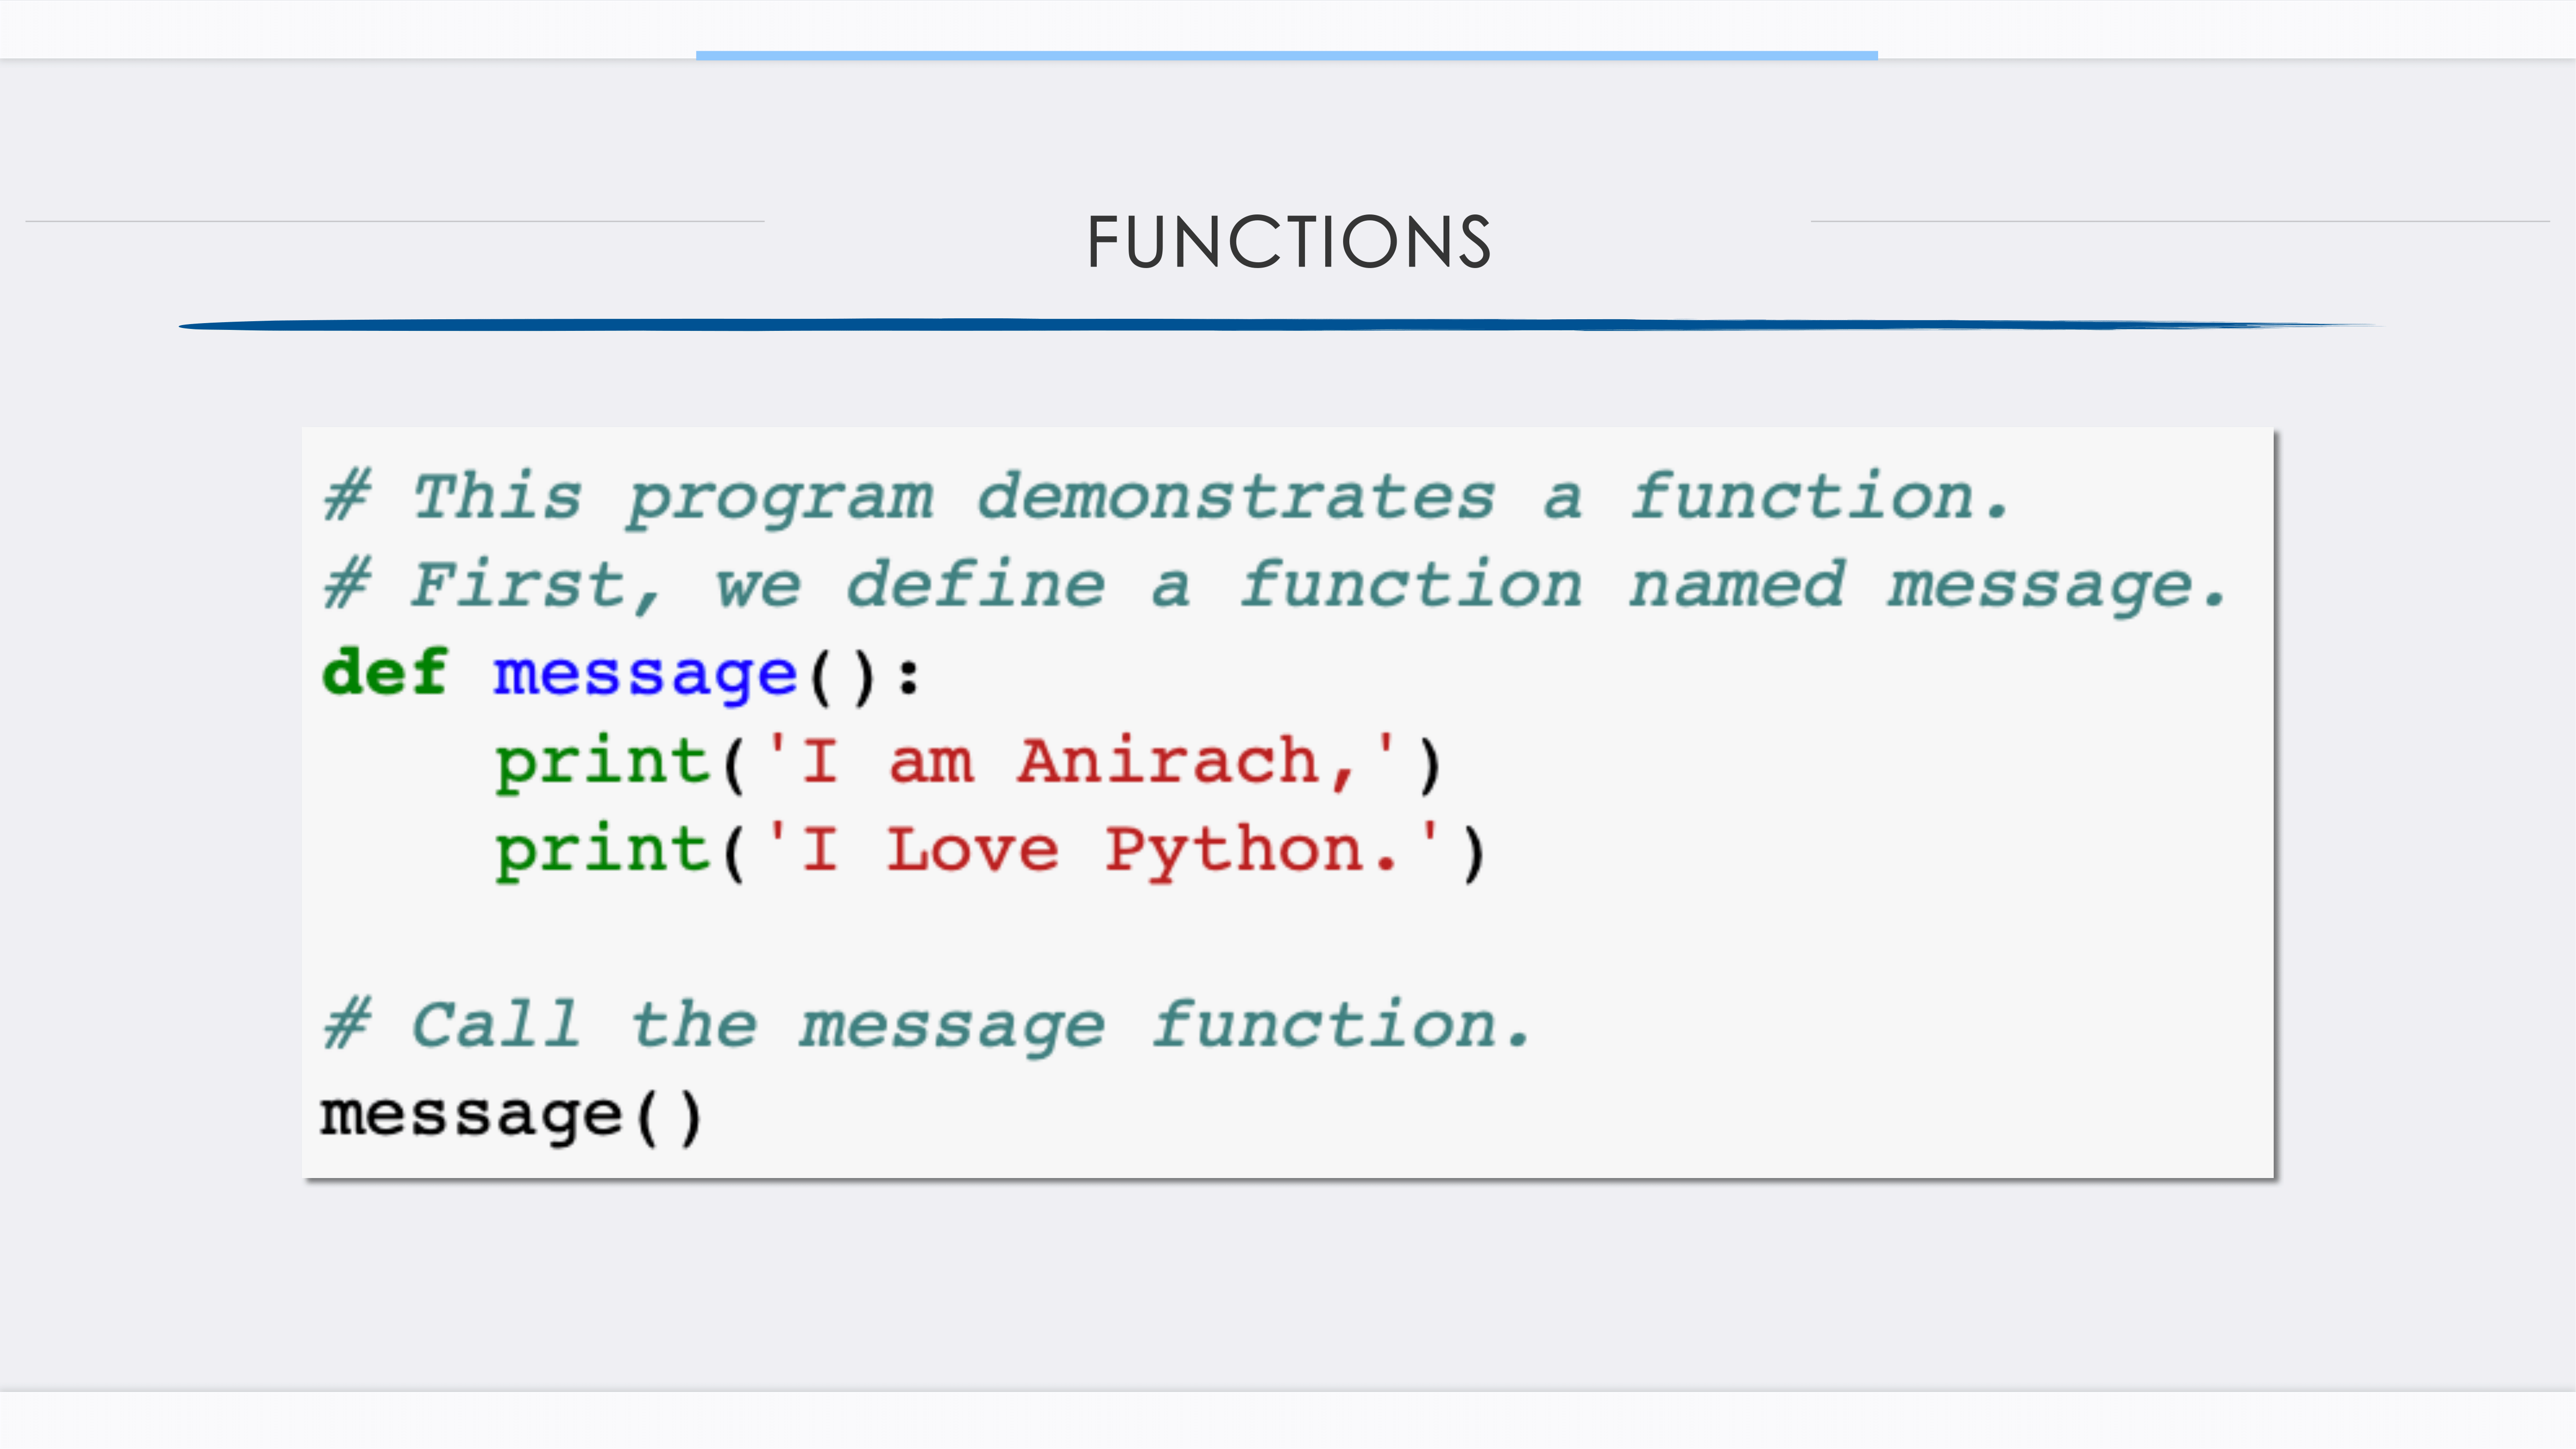 FUNCTIONS
# This program demonstrates a function.
# First, we define a function named message.
def message():
    print('I am Anirach,')
    print('I Love Python.')
# Call the message function.
message()